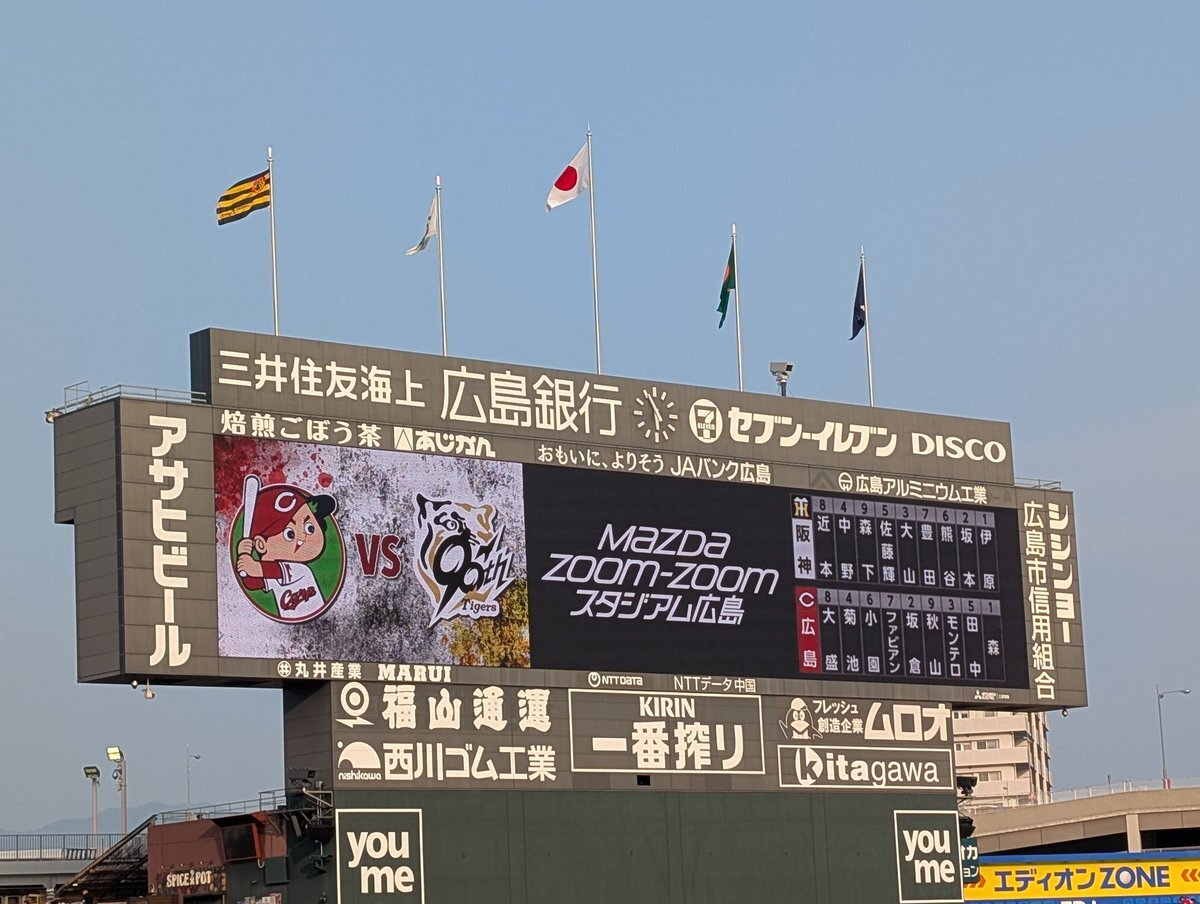 三井住友海上 広島銀行 7 ELEVEN セブン-イレブン DISCO
焙煎ごぼう茶 あじかん
おもいに、よりそう JAバンク広島
広島アルミニウム工業
アサヒビール
C
Carp
VS
90th
Tigers
Mazda
Zoom-Zoom
スタジアム広島
阪神
8 近本
4 中野
9 森下
5 佐藤輝
3 大山
7 豊田
6 熊谷
2 坂本
1 伊原
C 広島
8 大盛
4 菊池
6 小園
7 ファビアン
2 坂倉
9 秋山
3 モンテロ
5 田中
1 森
シシンヨー
広島市信用組合
丸井産業 MARUI
NTT DATA NTTデータ中国
福山通運
KIRIN
一番搾り
フレッシュ
創造企業
ムロオ
nishikawa 西川ゴム工業
Kitagawa
you
me
you
me
SPICE POT
エディオンZONE